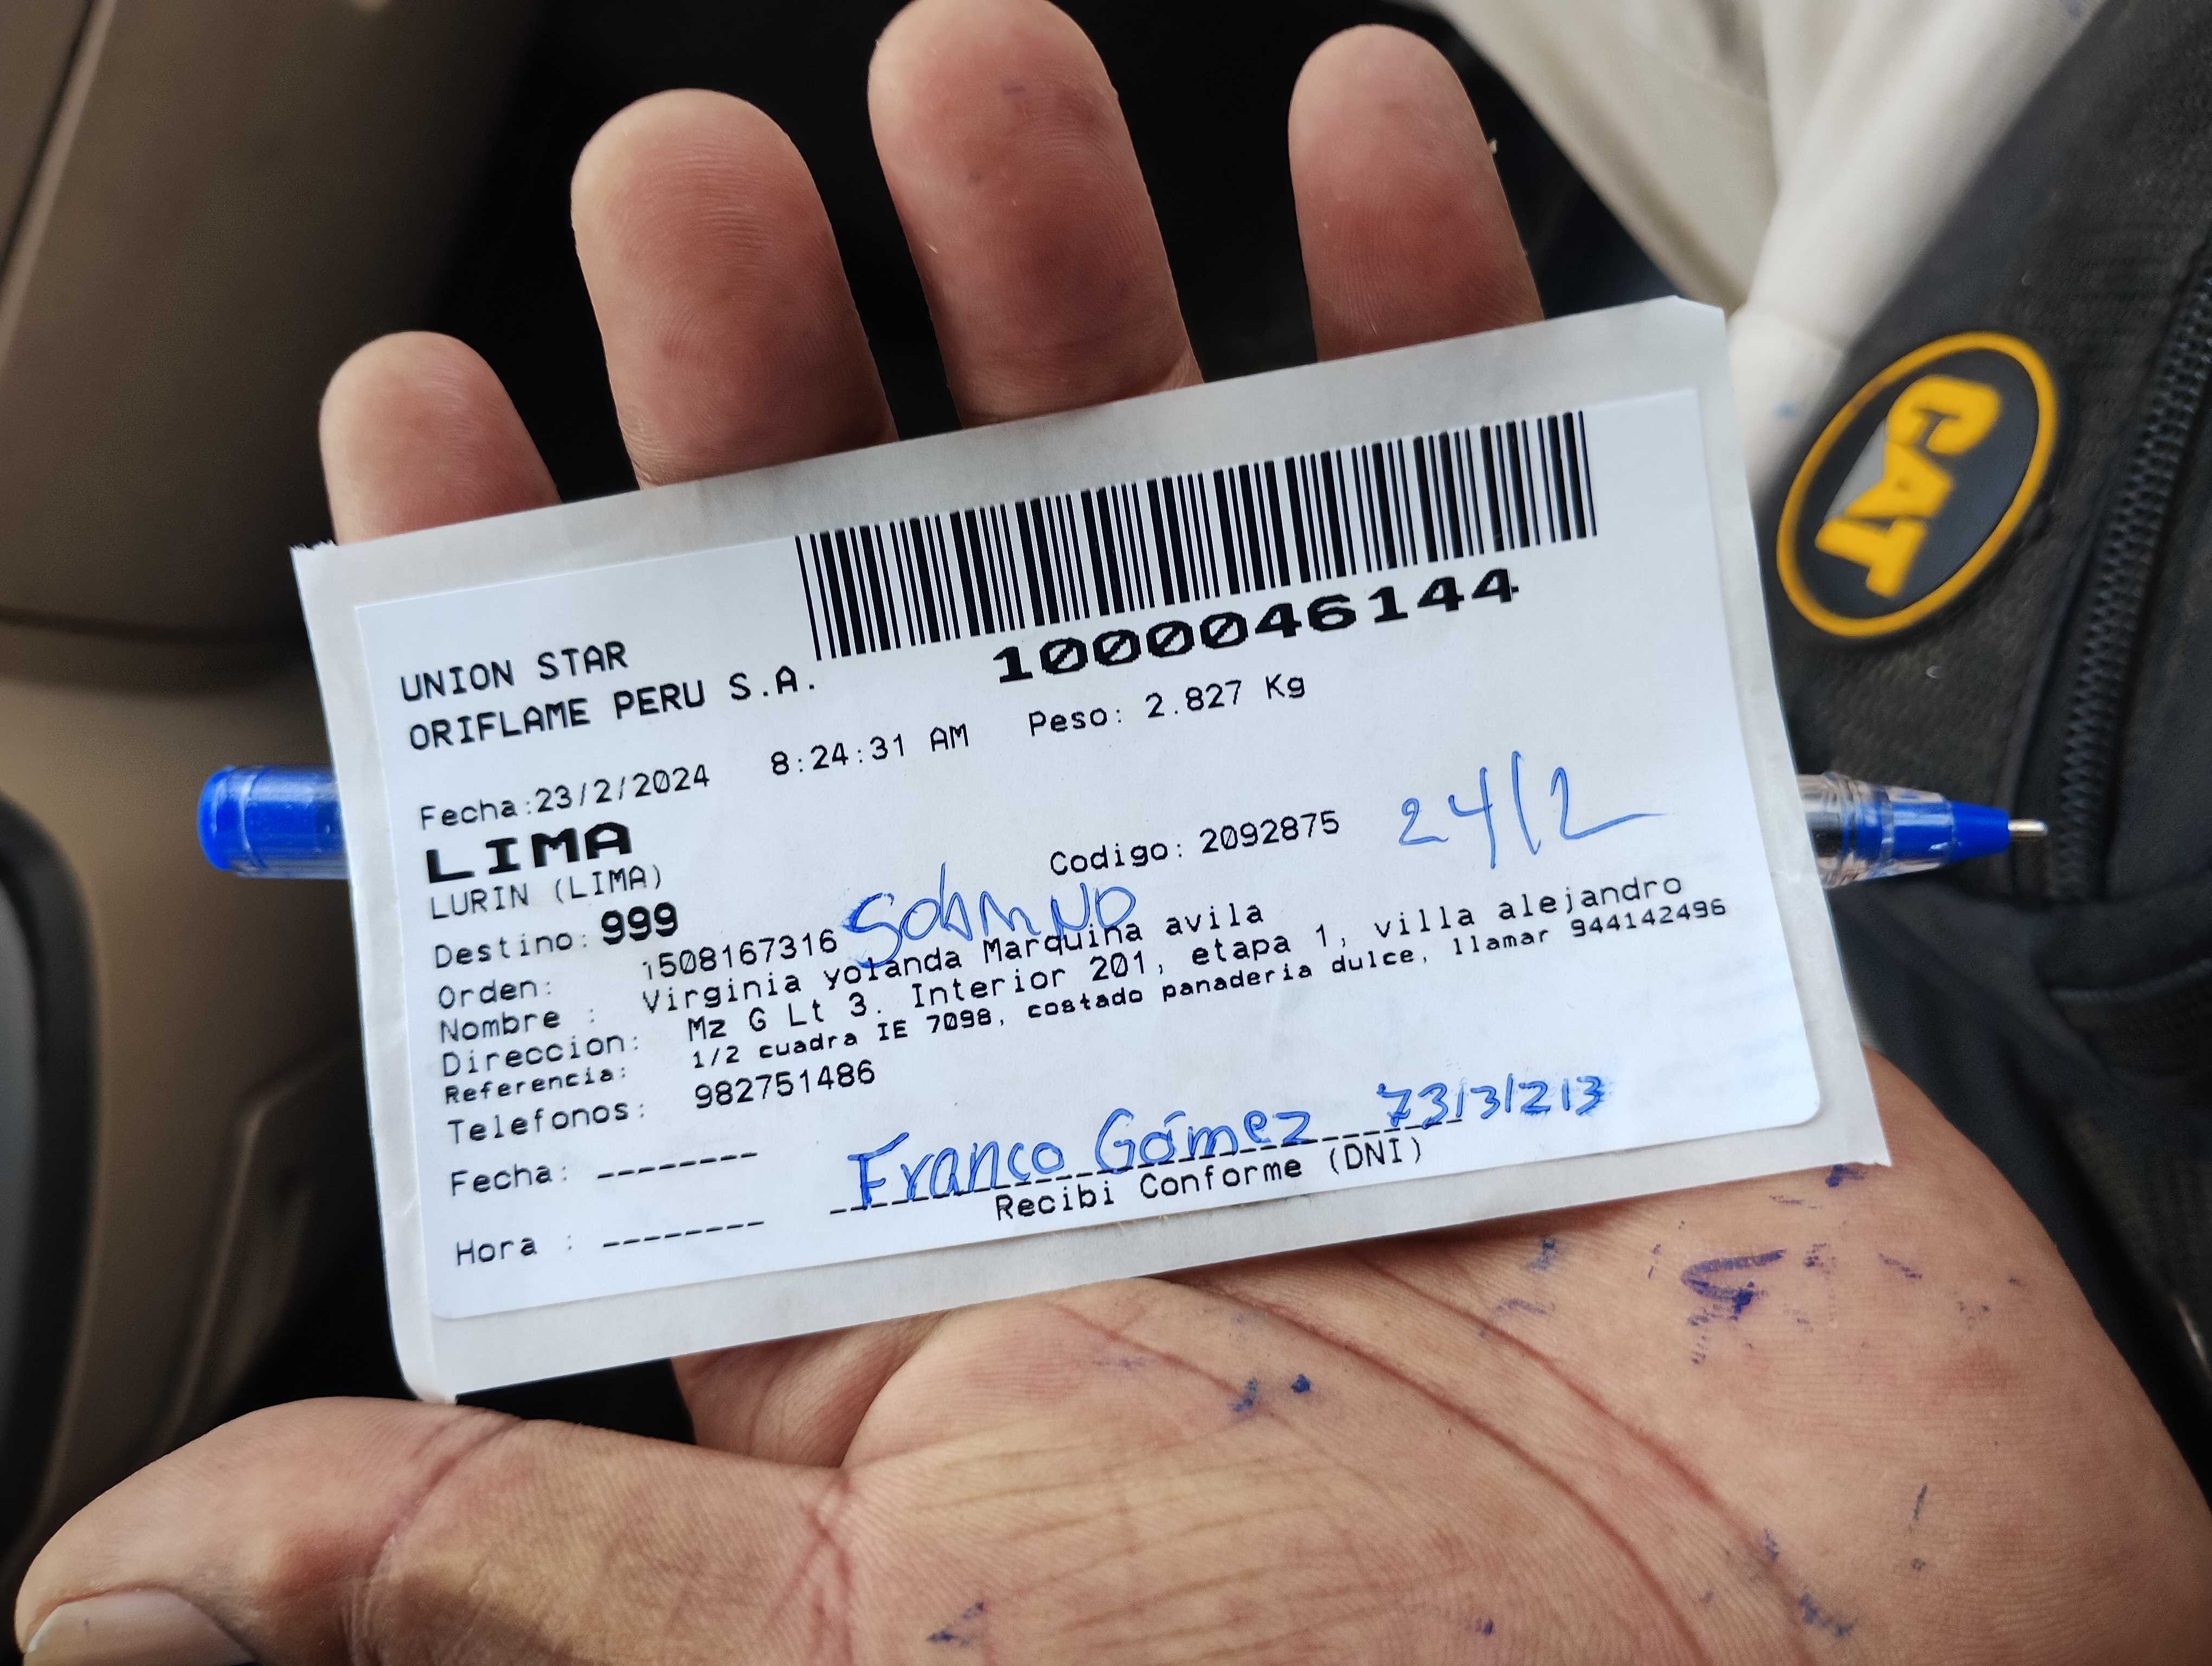 1000046144
UNION STAR
ORIFLAME PERU S.A.
Fecha:23/2/2024 8:24:31 AM Peso: 2.827 Kg
LIMA
LURIN (LIMA) Codigo: 2092875 24/2
Destino: 999
Orden: 1508167316
Nombre : Virginia yolanda Marquina avila
Direccion: Mz G Lt 3. Interior 201, etapa 1, villa alejandro
Referencia: 1/2 cuadra IE 7098, costado panaderia dulce, llamar 944142496
Telefonos: 982751486
Franco Gómez 73131213
Fecha: --------
Recibi Conforme (DNI)
Hora : --------
CAT